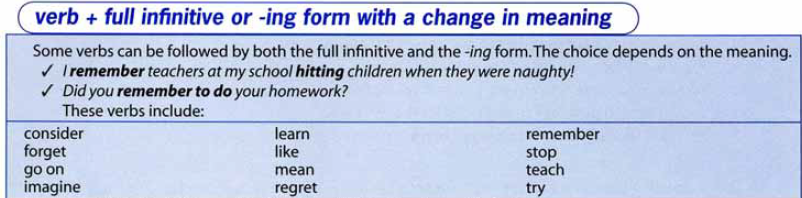 verb + full infinitive or -ing form with a change in meaning
Some verbs can be followed by both the full infinitive and the -ing form. The choice depends on the meaning.
✓ I remember teachers at my school hitting children when they were naughty!
✓ Did you remember to do your homework?
These verbs include:
consider learn remember
forget like stop
go on mean teach
imagine regret try